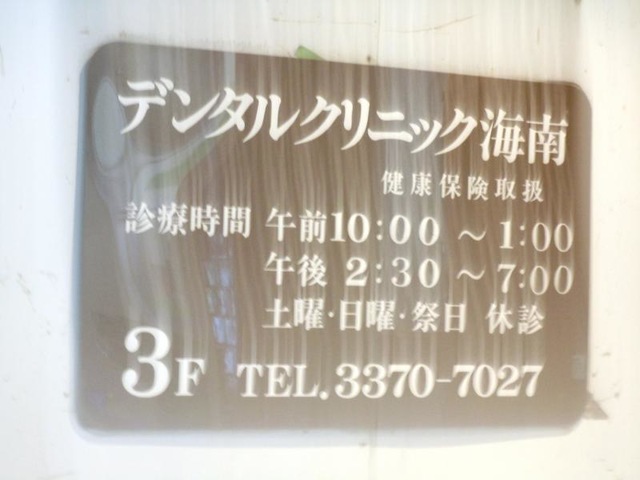 デンタルクリニック海南
健康保険取扱
診療時間 午前10:00 〜 1:00
午後 2:30 〜 7:00
土曜・日曜・祭日 休診
3F TEL.3370-7027